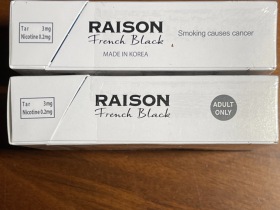 Tar 3mg
Nicotine 0.2mg
RAISON
French Black
MADE IN KOREA
Smoking causes cancer
Tar 3mg
Nicotine 0.2mg
RAISON
French Black
ADULT
ONLY